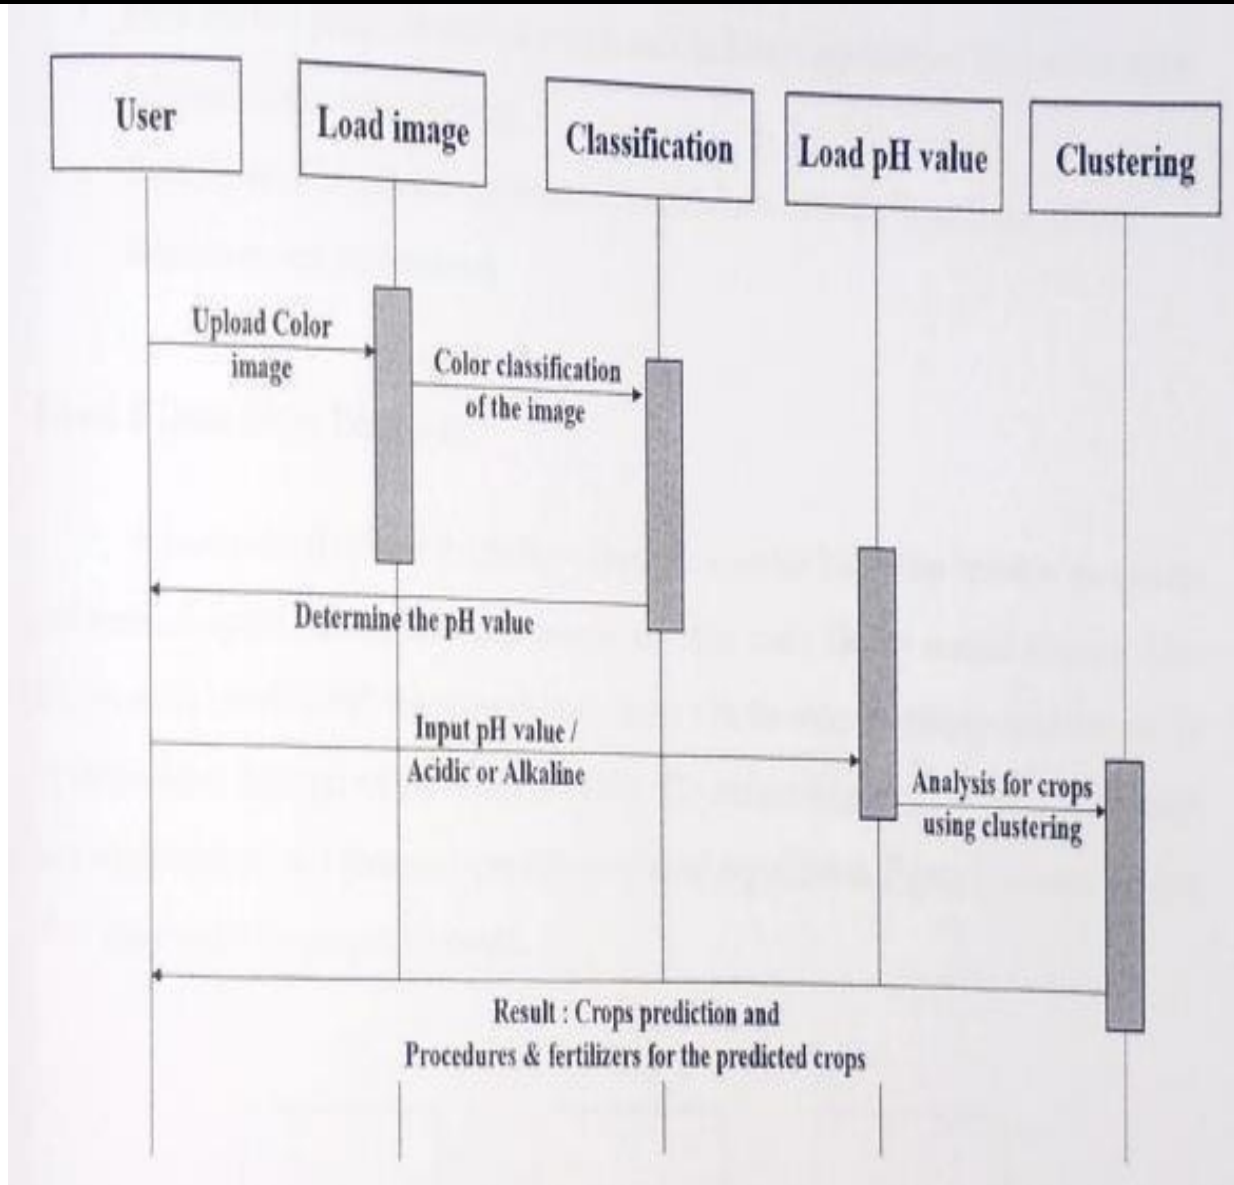 User
Load image
Classification
Load pH value
Clustering
Upload Color
image
Color classification
of the image
Determine the pH value
Input pH value /
Acidic or Alkaline
Analysis for crops
using clustering
Result : Crops prediction and
Procedures & fertilizers for the predicted crops